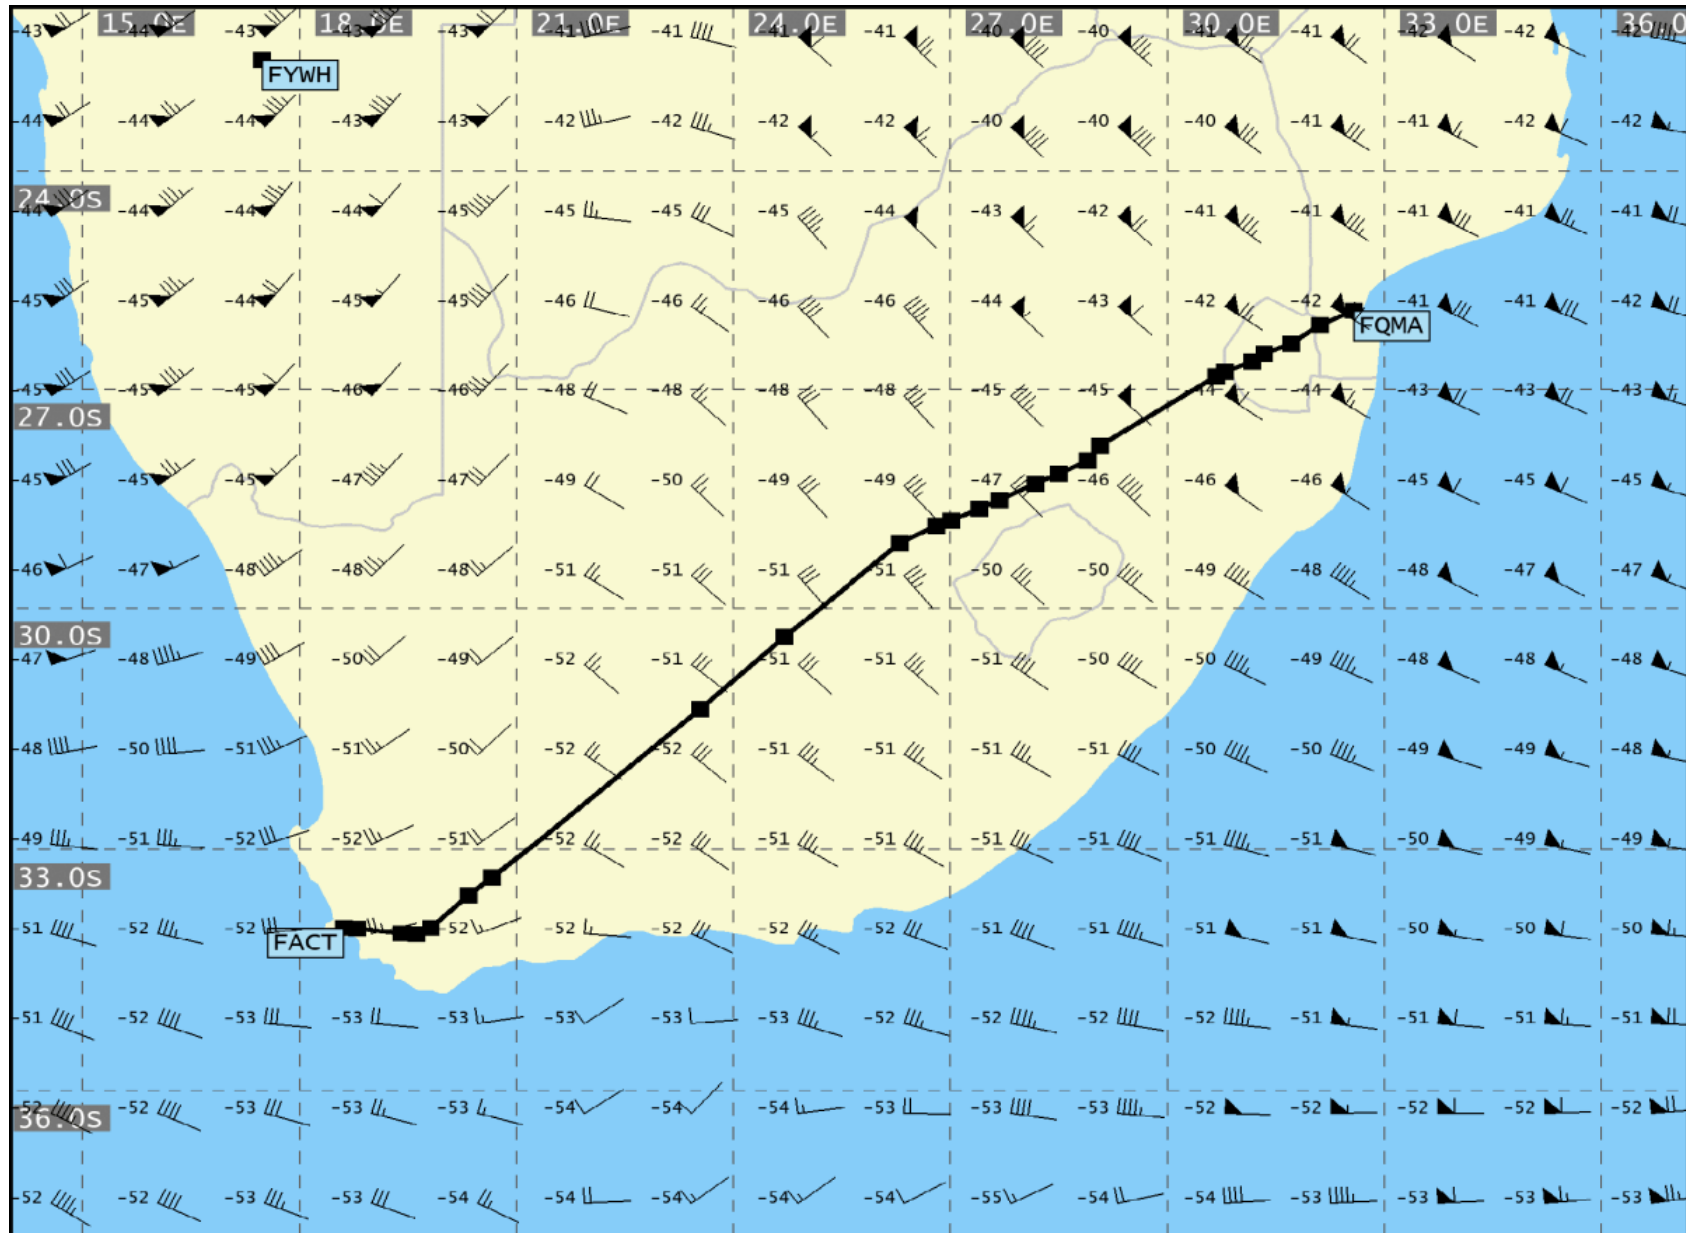 15.0E 18.0E 21.0E 24.0E 27.0E 30.0E 33.0E 36.0
-43 -44 -43 -43 -43 -41 -41 -41 -41 -40 -40 -41 -41 -42 -42 -42
FYWH
-44 -44 -44 -43 -43 -42 -42 -42 -42 -40 -40 -40 -41 -41 -42 -42
24.0S
-44 -44 -44 -44 -45 -45 -45 -45 -44 -43 -42 -41 -41 -41 -41 -41
-45 -45 -44 -45 -45 -46 -46 -46 -46 -44 -43 -42 -42 -41 -41 -42
FQMA
-45 -45 -45 -46 -46 -48 -48 -48 -48 -45 -45 -44 -44 -43 -43 -43
27.0S
-45 -45 -45 -47 -47 -49 -50 -49 -49 -47 -46 -46 -46 -45 -45 -45
-46 -47 -48 -48 -48 -51 -51 -51 -51 -50 -50 -49 -48 -48 -47 -47
30.0S
-47 -48 -49 -50 -49 -52 -51 -51 -51 -51 -50 -50 -49 -48 -48 -48
-48 -50 -51 -51 -50 -52 -52 -51 -51 -51 -51 -50 -50 -49 -49 -48
-49 -51 -52 -52 -51 -52 -52 -51 -51 -51 -51 -51 -51 -50 -49 -49
33.0S
-51 -52 -52 -52 -52 -52 -52 -52 -52 -51 -51 -50 -50 -50
FACT
-51 -52 -53 -53 -53 -53 -53 -53 -52 -52 -52 -52 -51 -51 -51 -51
-52 -52 -53 -53 -53 -54 -54 -54 -53 -53 -53 -52 -52 -52 -52 -52
36.0S
-52 -52 -53 -53 -54 -54 -54 -54 -54 -55 -54 -54 -53 -53 -53 -53